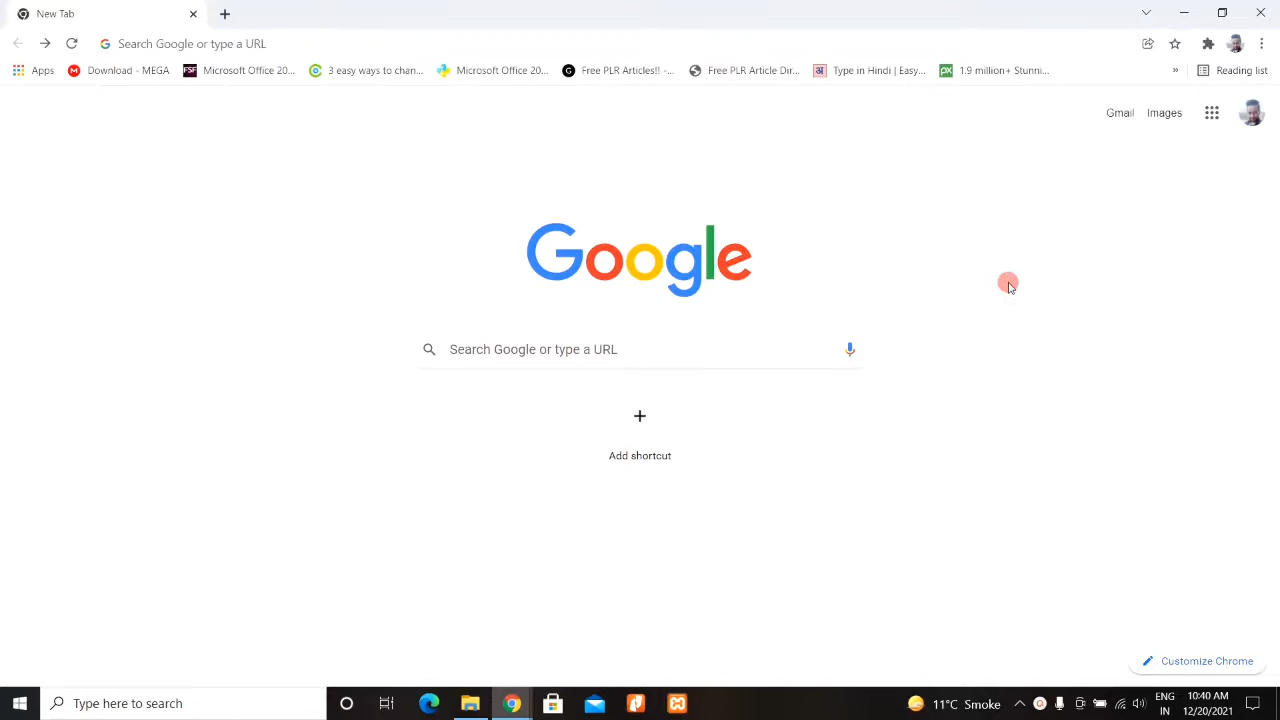 New Tab
Search Google or type a URL
Apps Download - MEGA FSF Microsoft Office 20... 3 easy ways to chan... Microsoft Office 20... G Free PLR Articles!! -... Free PLR Article Dir... अ Type in Hindi | Easy... px 1.9 million+ Stunni... » Reading list
Gmail Images
Google
Search Google or type a URL
Add shortcut
Customize Chrome
Type here to search
11°C Smoke
ENG
IN
10:40 AM
12/20/2021